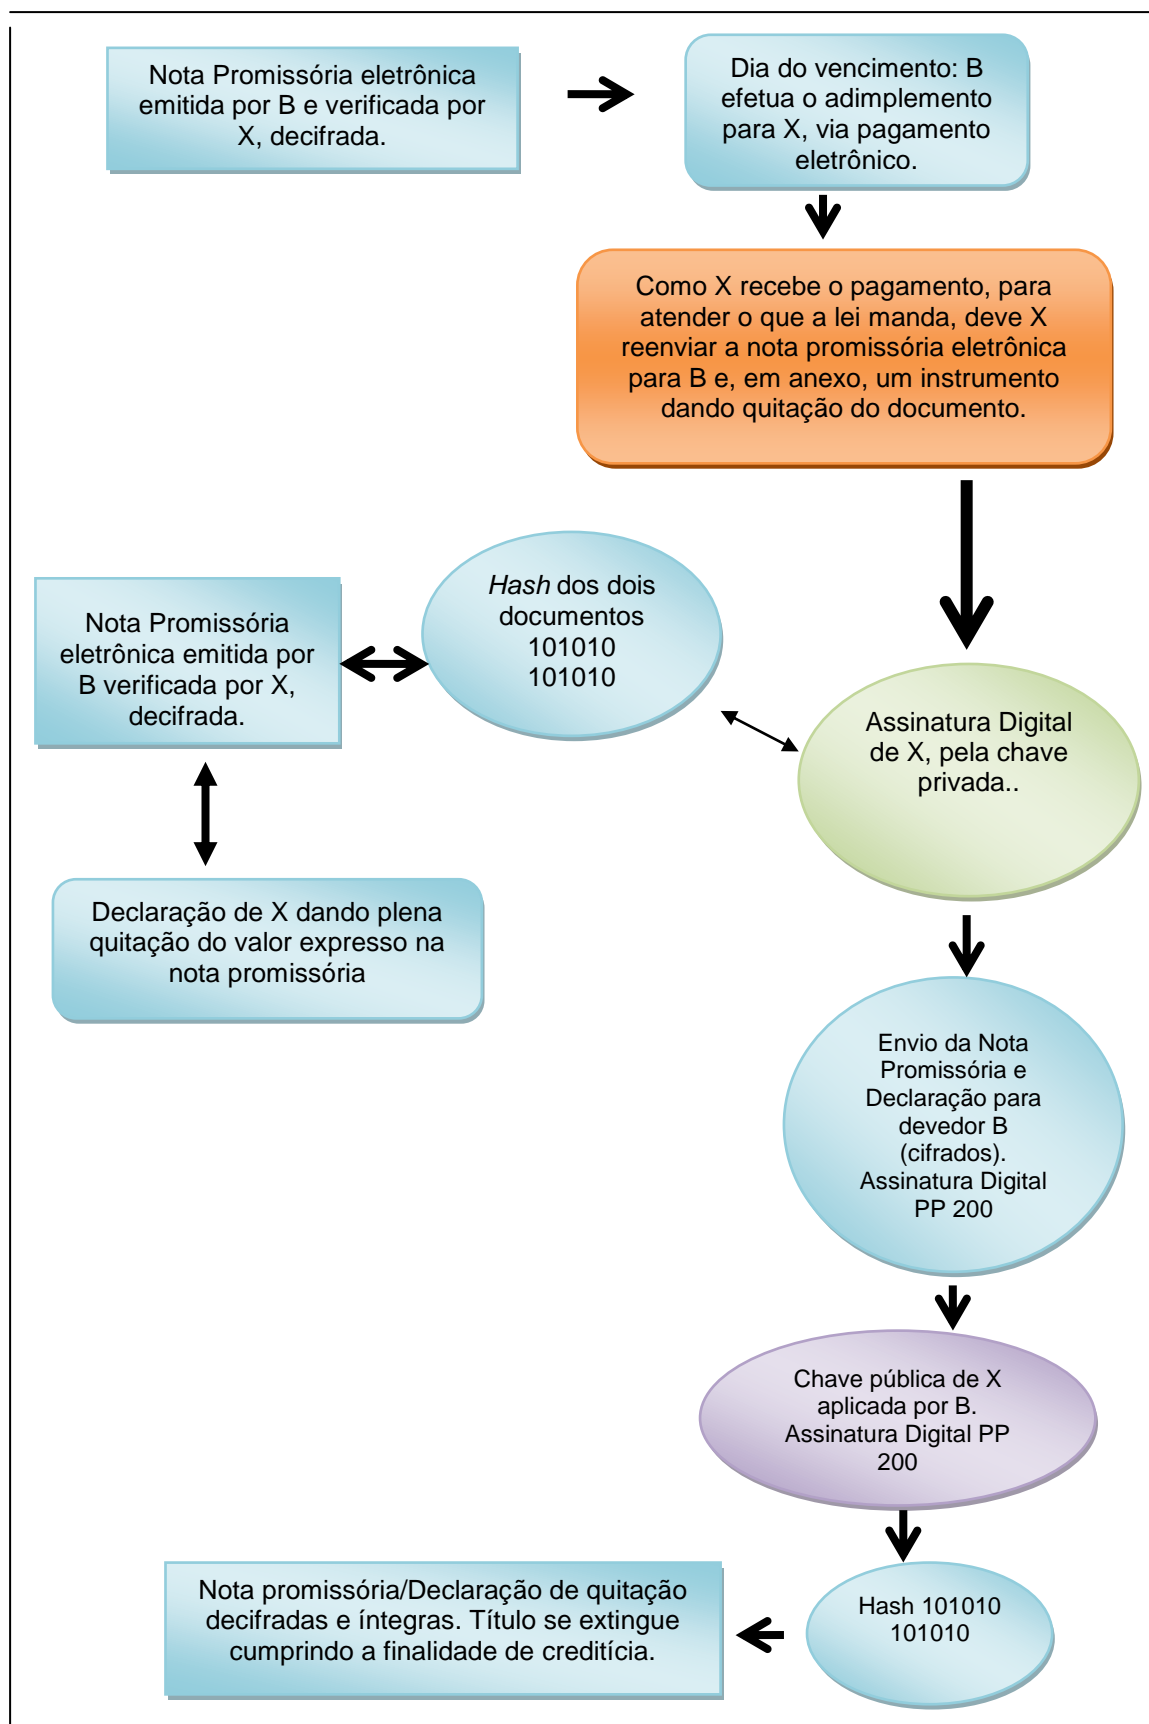 Nota Promissória eletrônica
emitida por B e verificada por
X, decifrada.
Dia do vencimento: B
efetua o adimplemento
para X, via pagamento
eletrônico.
Como X recebe o pagamento, para
atender o que a lei manda, deve X
reenviar a nota promissória eletrônica
para B e, em anexo, um instrumento
dando quitação do documento.
Hash dos dois
documentos
101010
101010
Nota Promissória
eletrônica emitida por
B verificada por X,
decifrada.
Assinatura Digital
de X, pela chave
privada..
Declaração de X dando plena
quitação do valor expresso na
nota promissória
Envio da Nota
Promissória e
Declaração para
devedor B
(cifrados).
Assinatura Digital
PP 200
Chave pública de X
aplicada por B.
Assinatura Digital PP
200
Hash 101010
101010
Nota promissória/Declaração de quitação
decifradas e íntegras. Título se extingue
cumprindo a finalidade de creditícia.